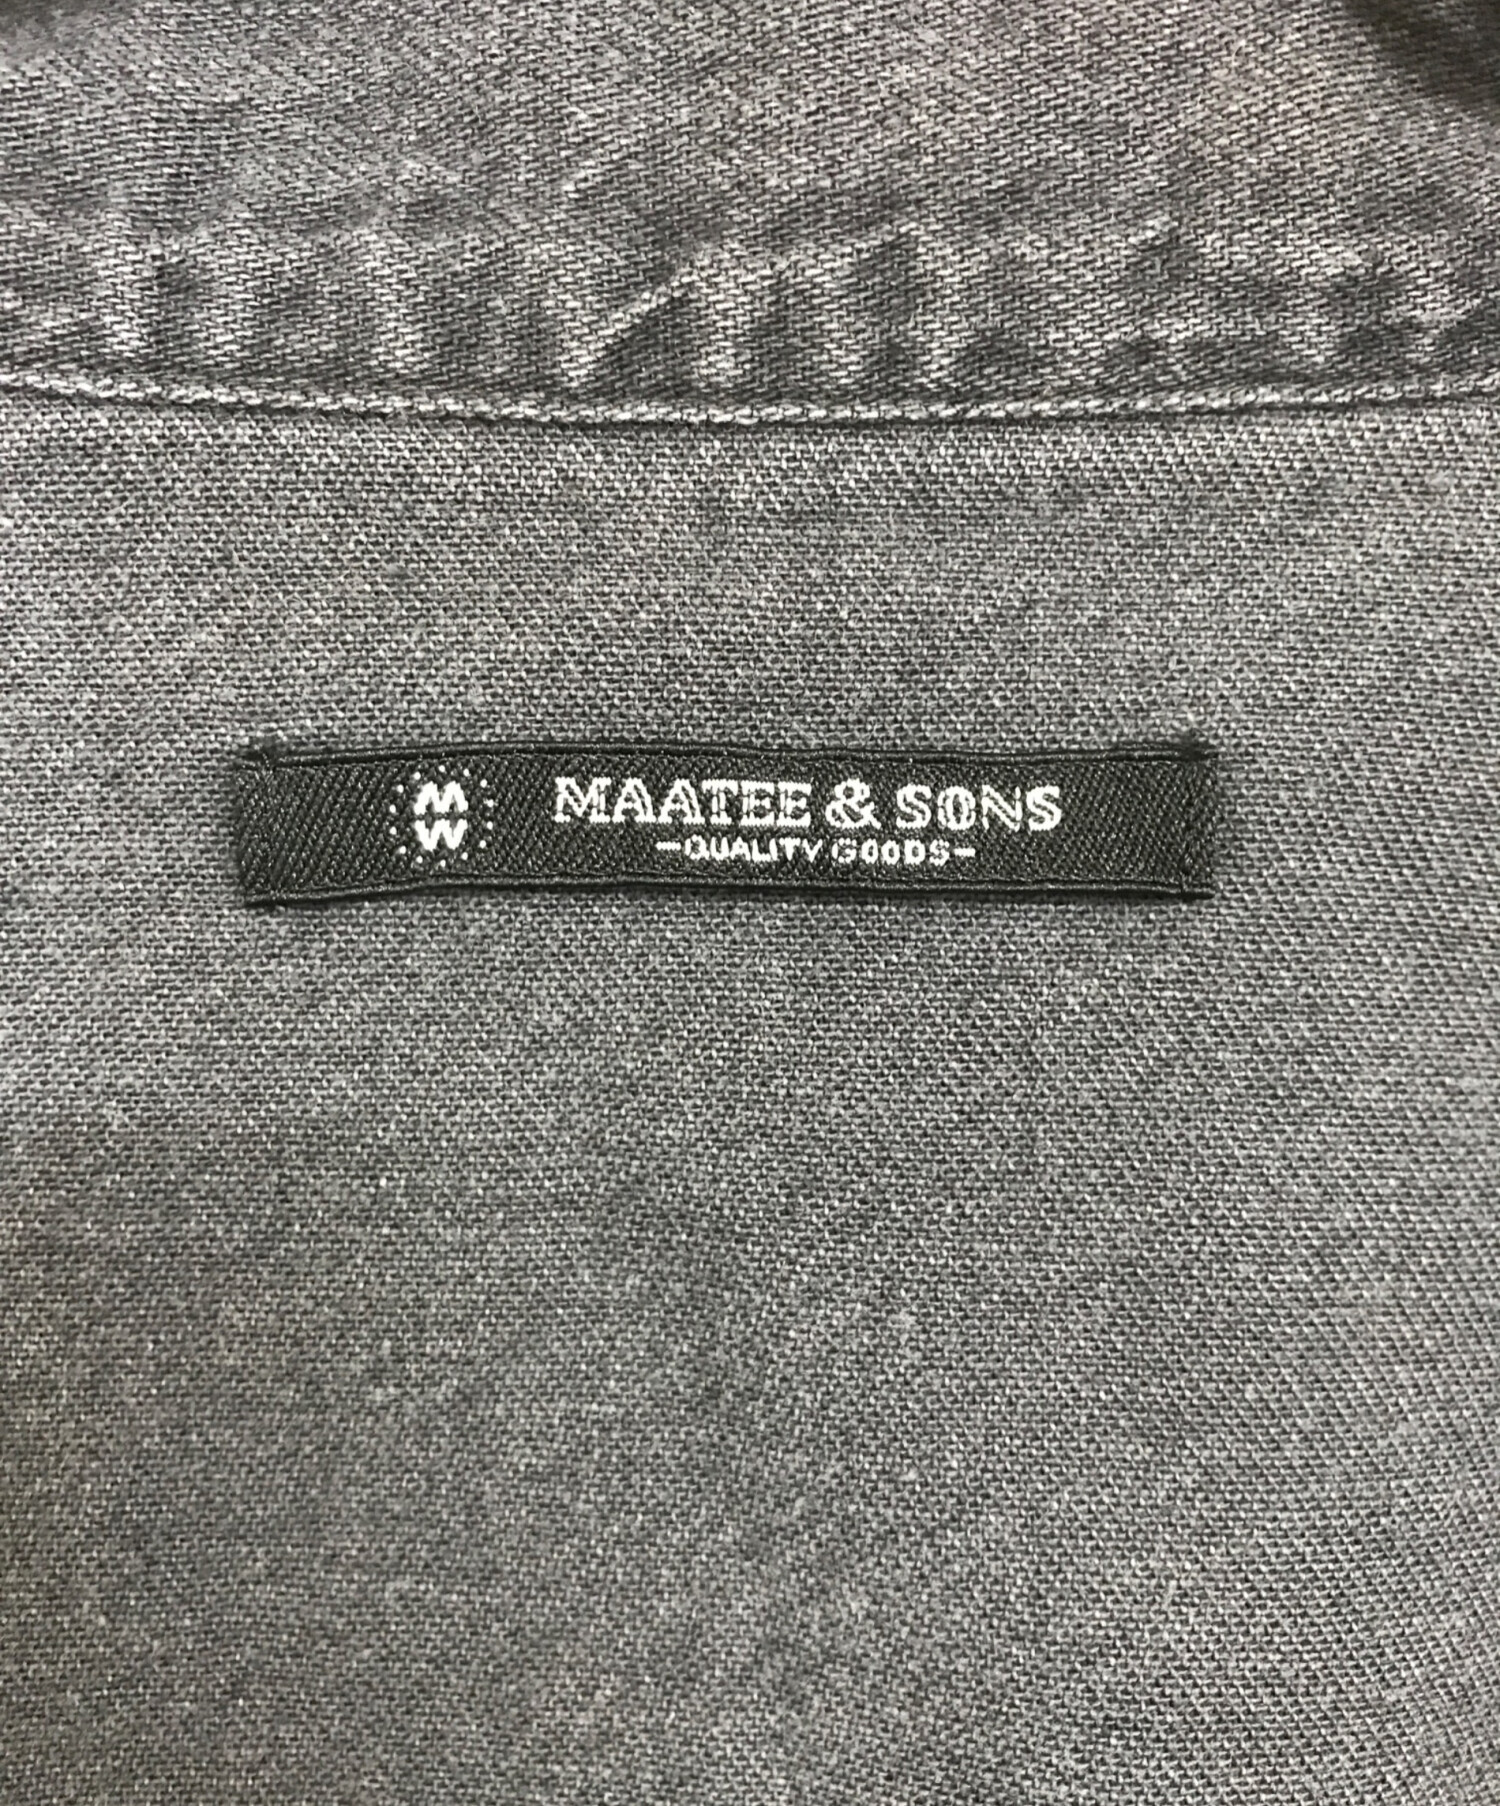 M
W
MAATEE & SONS
-QUALITY GOODS-